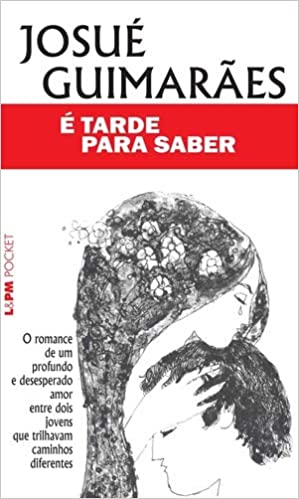 JOSUÉ
GUIMARÃES
É TARDE
PARA SABER
L&PM POCKET
O romance
de um
profundo
e desesperado
amor
entre dois
jovens
que trilhavam
caminhos
diferentes